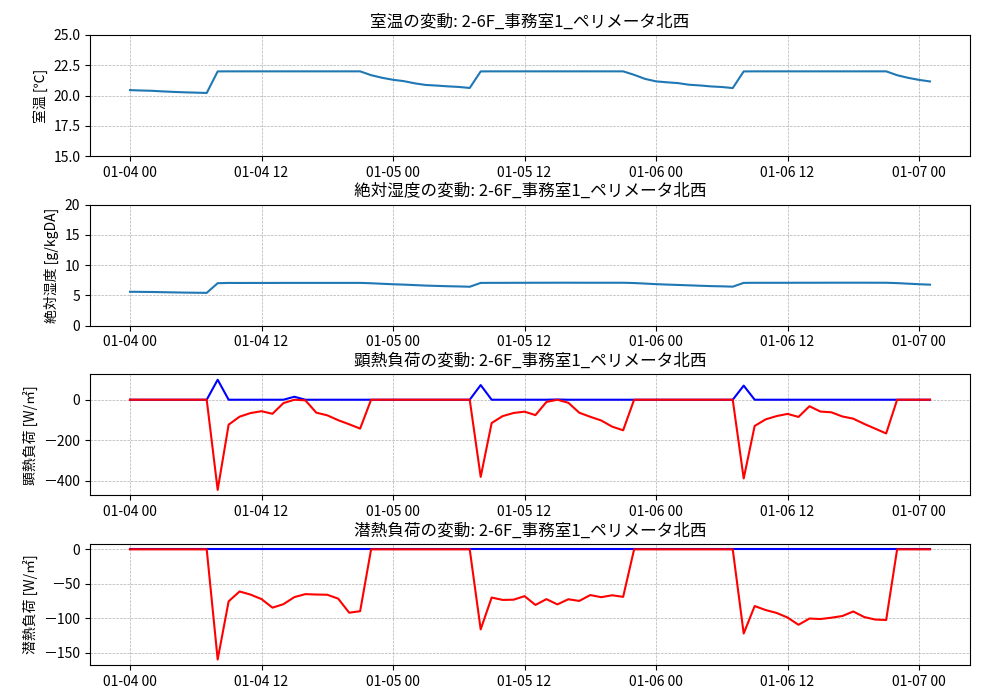 室温の変動: 2-6F_事務室1_ペリメータ北西
室温 [℃]
25.0
22.5
20.0
17.5
15.0
01-04 00 01-04 12 01-05 00 01-05 12 01-06 00 01-06 12 01-07 00
絶対湿度の変動: 2-6F_事務室1_ペリメータ北西
絶対湿度 [g/kgDA]
20
15
10
5
0
01-04 00 01-04 12 01-05 00 01-05 12 01-06 00 01-06 12 01-07 00
顕熱負荷の変動: 2-6F_事務室1_ペリメータ北西
顕熱負荷 [W/㎡]
0
−200
−400
01-04 00 01-04 12 01-05 00 01-05 12 01-06 00 01-06 12 01-07 00
潜熱負荷の変動: 2-6F_事務室1_ペリメータ北西
潜熱負荷 [W/㎡]
0
−50
−100
−150
01-04 00 01-04 12 01-05 00 01-05 12 01-06 00 01-06 12 01-07 00